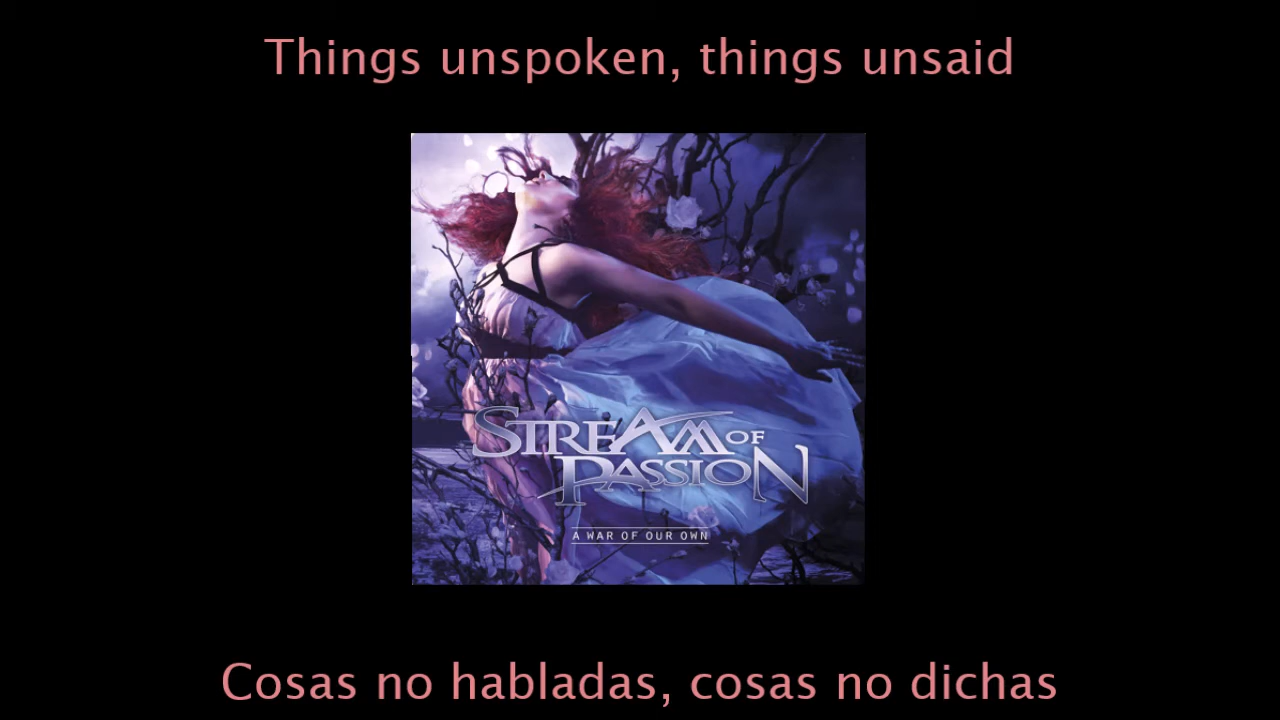 Things unspoken, things unsaid
STREAM OF
PASSION
A WAR OF OUR OWN
Cosas no habladas, cosas no dichas